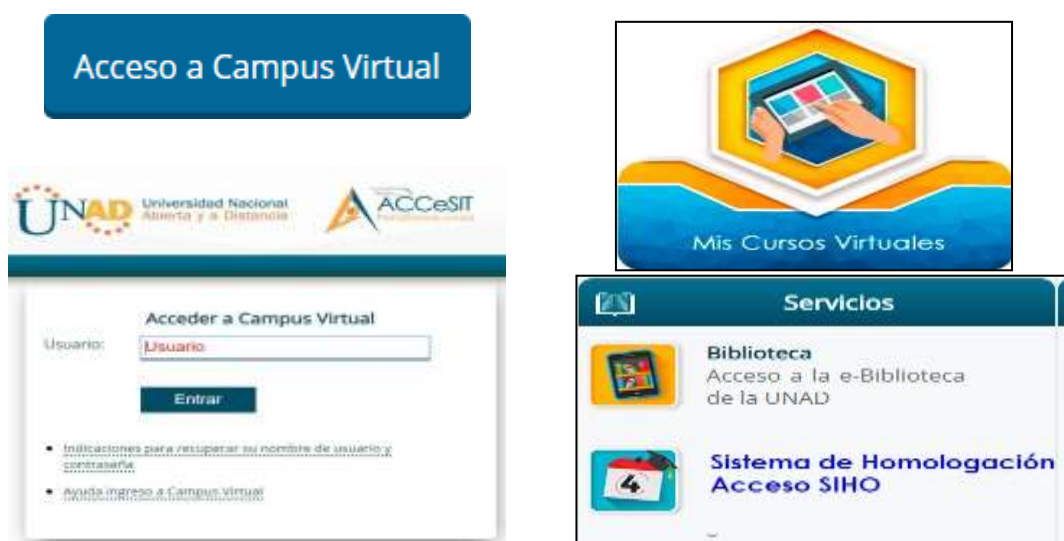 Acceso a Campus Virtual
UNAD Universidad Nacional
Abierta y a Distancia
ACCeSIT
Acceder a Campus Virtual
Usuario:
Usuario
Entrar
Indicaciones para recuperar su nombre de usuario y
contraseña
Ayuda ingreso a Campus Virtual
Mis Cursos Virtuales
Servicios
Biblioteca
Acceso a la e-Biblioteca
de la UNAD
4
Sistema de Homologación
Acceso SIHO